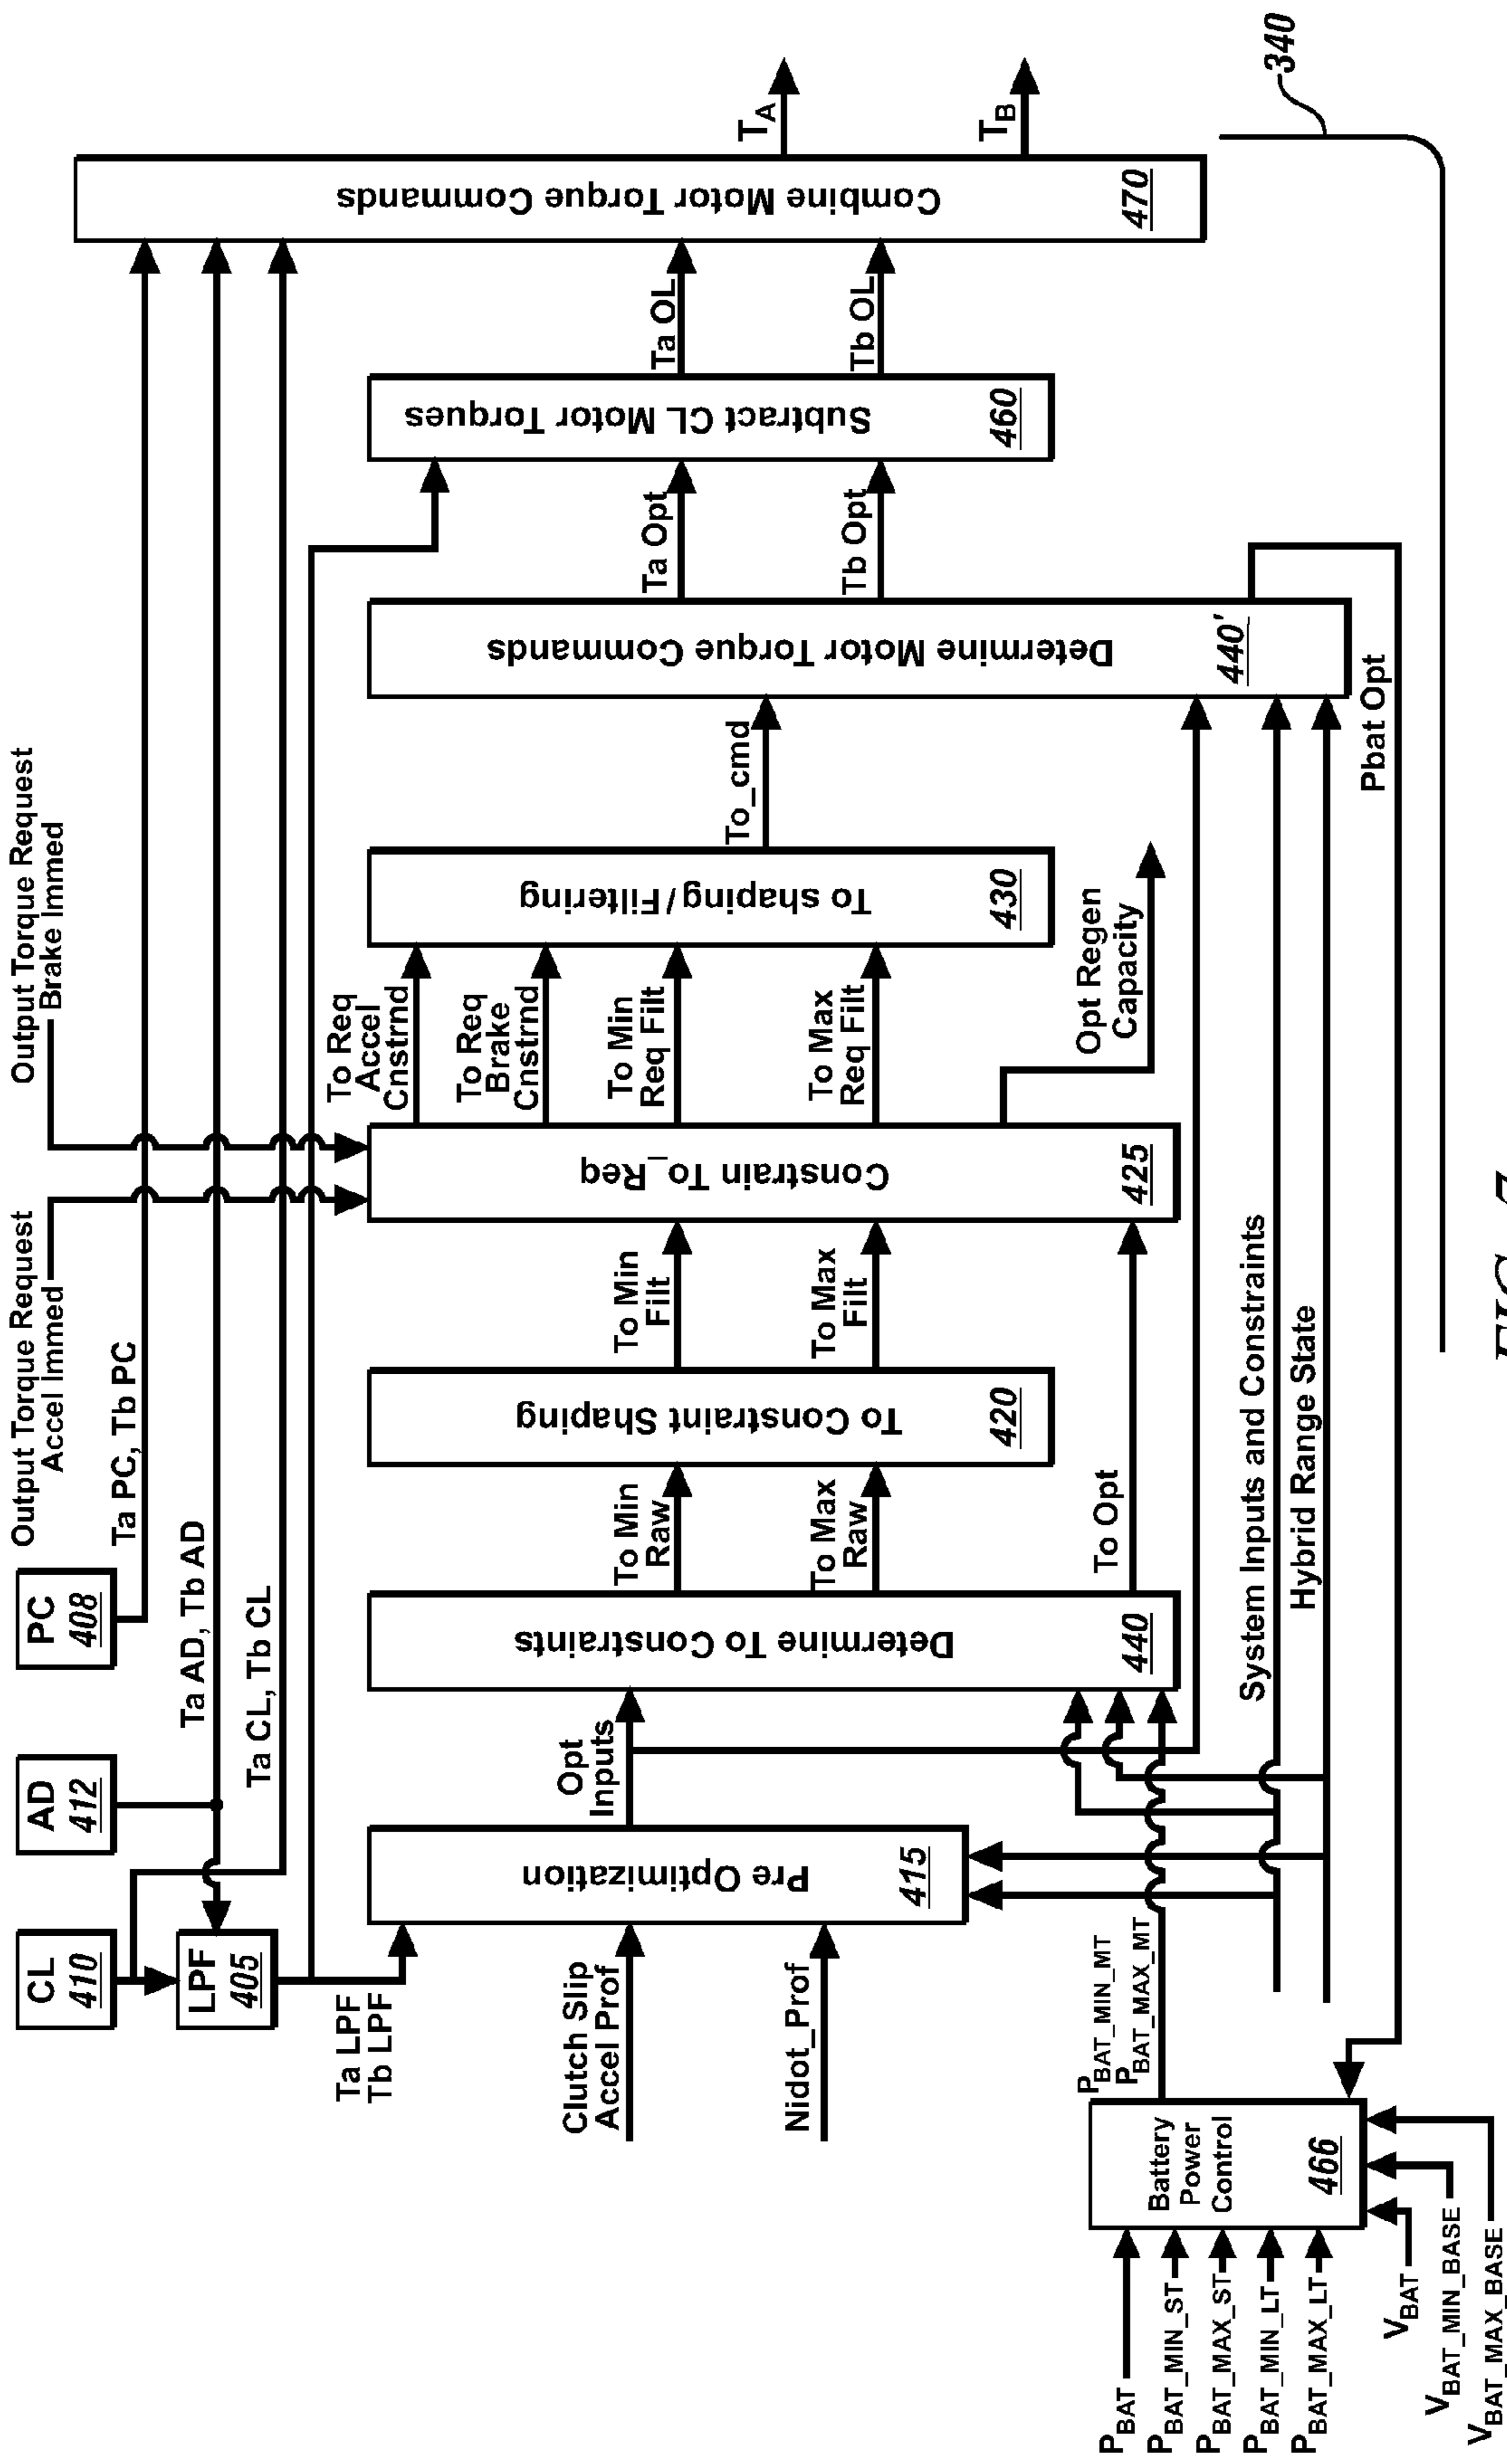 CL
410
AD
412
PC
408
LPF
405
Output Torque Request
Accel Immed
Output Torque Request
Brake Immed
Ta PC, Tb PC
Ta AD, Tb AD
Ta CL, Tb CL
Ta LPF
Tb LPF
Clutch Slip
Accel Prof
Nidot_Prof
Pre Optimization
415
Opt
Inputs
Determine To Constraints
440
To Min
Raw
To Max
Raw
To Opt
To Constraint Shaping
420
To Min
Filt
To Max
Filt
Constrain To_Req
425
To Req
Accel
Cnstrnd
To Req
Brake
Cnstrnd
To Min
Req Filt
To Max
Req Filt
Opt Regen
Capacity
To shaping/Filtering
430
To_cmd
Determine Motor Torque Commands
440'
Ta Opt
Tb Opt
Pbat Opt
Subtract CL Motor Torques
460
Ta OL
Tb OL
Combine Motor Torque Commands
470
TA
TB
340
System Inputs and Constraints
Hybrid Range State
PBAT_MIN_MT
PBAT_MAX_MT
Battery
Power
Control
466
PBAT
PBAT_MIN_ST
PBAT_MAX_ST
PBAT_MIN_LT
PBAT_MAX_LT
VBAT
VBAT_MIN_BASE
VBAT_MAX_BASE